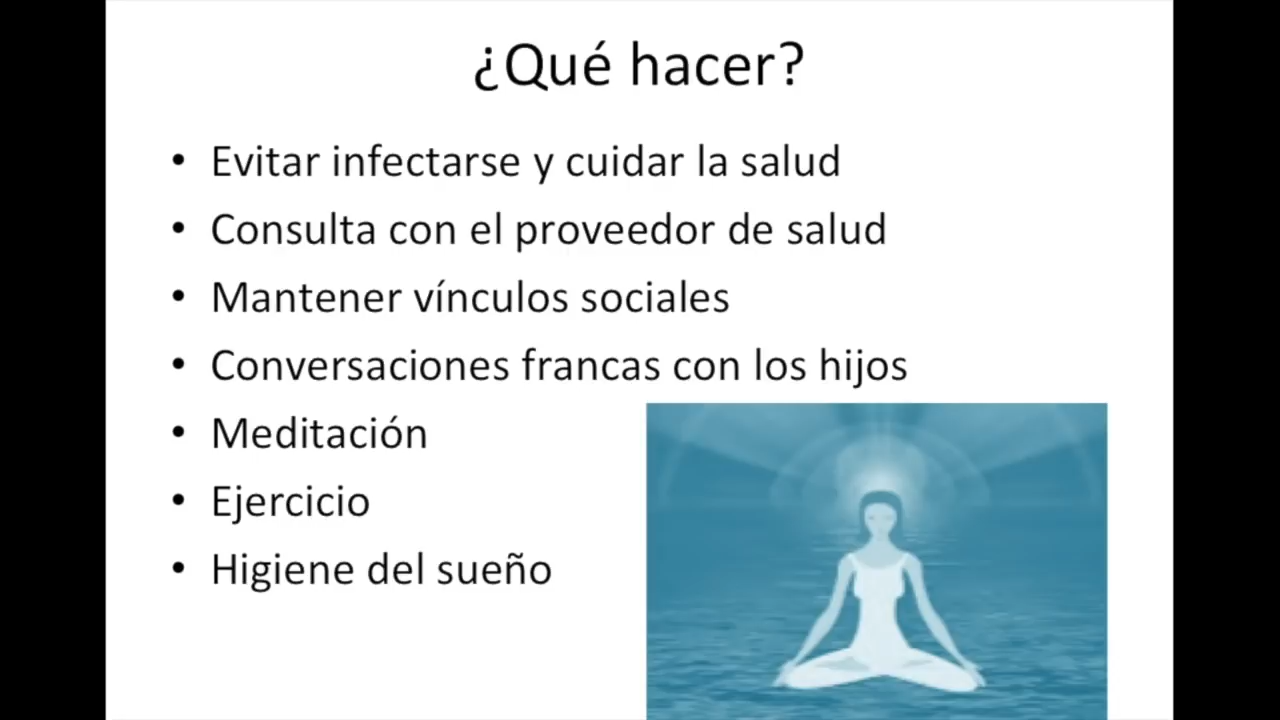 ¿Qué hacer?
• Evitar infectarse y cuidar la salud
• Consulta con el proveedor de salud
• Mantener vínculos sociales
• Conversaciones francas con los hijos
• Meditación
• Ejercicio
• Higiene del sueño